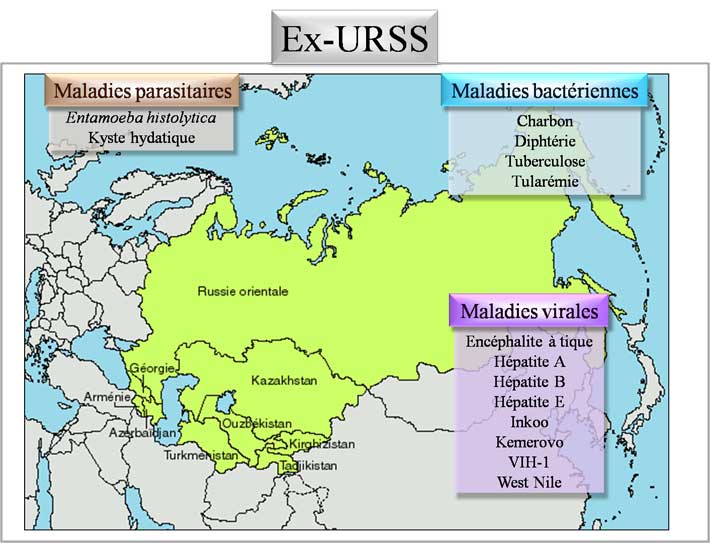 Ex-URSS
Maladies parasitaires
Entamoeba histolytica
Kyste hydatique
Maladies bactériennes
Charbon
Diphtérie
Tuberculose
Tularémie
Russie orientale
Maladies virales
Encéphalite à tique
Hépatite A
Hépatite B
Hépatite E
Inkoo
Kemerovo
VIH-1
West Nile
Géorgie
Kazakhstan
Arménie
Ouzbékistan
Azerbaïdjan
Kirghizistan
Turkménistan
Tadjikistan